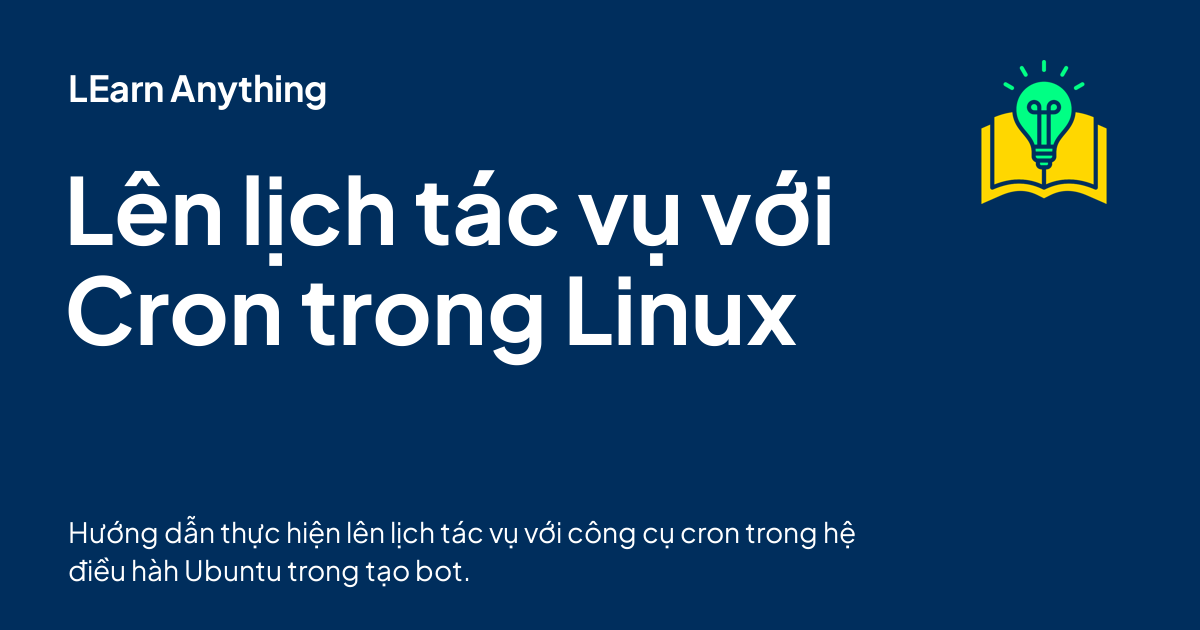 LEarn Anything
Lên lịch tác vụ với
Cron trong Linux
Hướng dẫn thực hiện lên lịch tác vụ với công cụ cron trong hệ
điều hàh Ubuntu trong tạo bot.